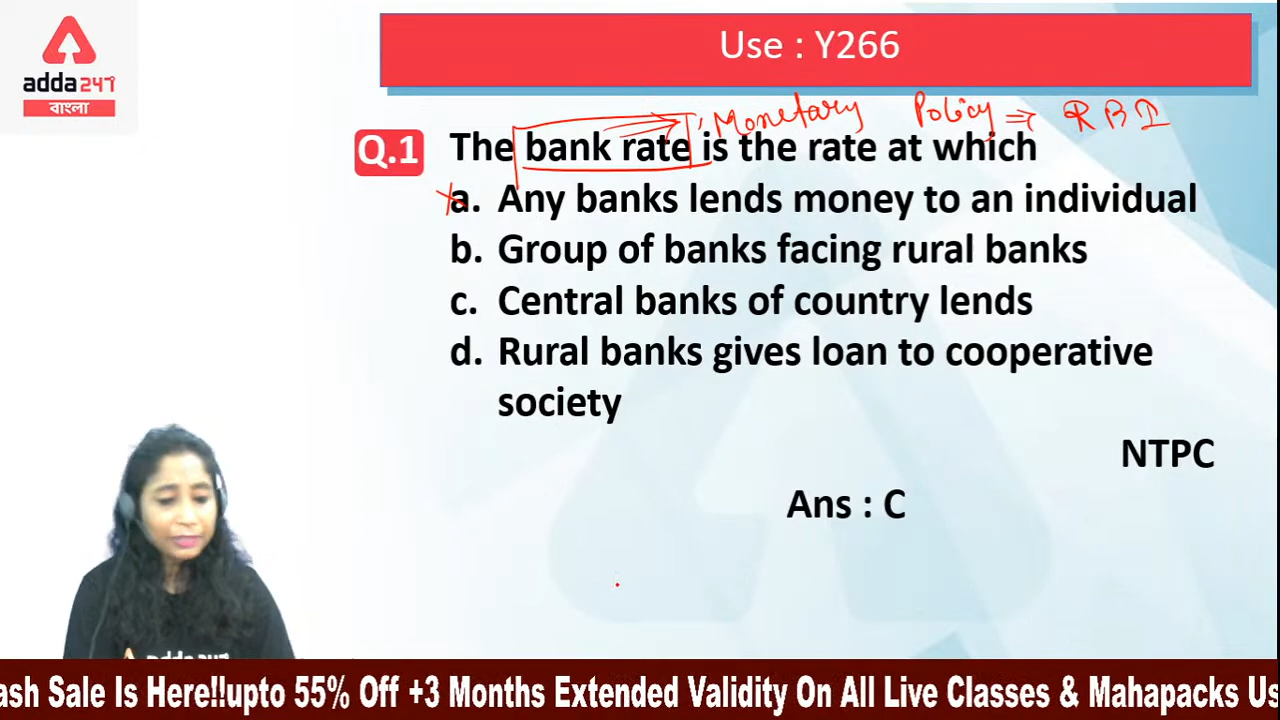 adda247
বাংলা
Use : Y266
Monetary Policy ⇒ RBI
Q.1 The bank rate is the rate at which
a. Any banks lends money to an individual
b. Group of banks facing rural banks
c. Central banks of country lends
d. Rural banks gives loan to cooperative
society
NTPC
Ans : C
adda247
ash Sale Is Here!!upto 55% Off +3 Months Extended Validity On All Live Classes & Mahapacks Us